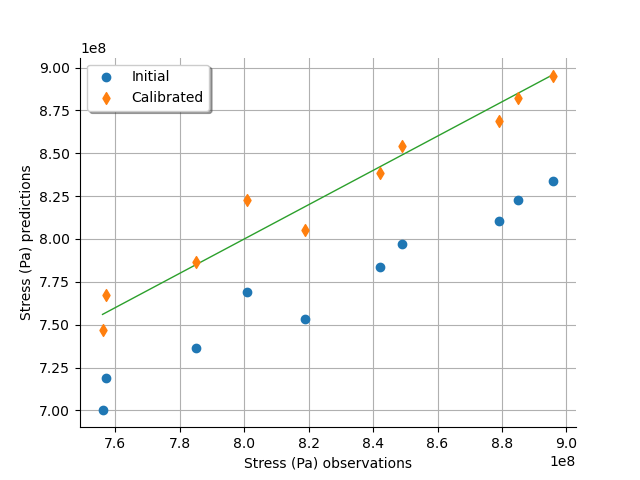 1e8
9.00
8.75
8.50
8.25
8.00
7.75
7.50
7.25
7.00
Stress (Pa) predictions
Initial
Calibrated
7.6
7.8
8.0
8.2
8.4
8.6
8.8
9.0
Stress (Pa) observations
1e8